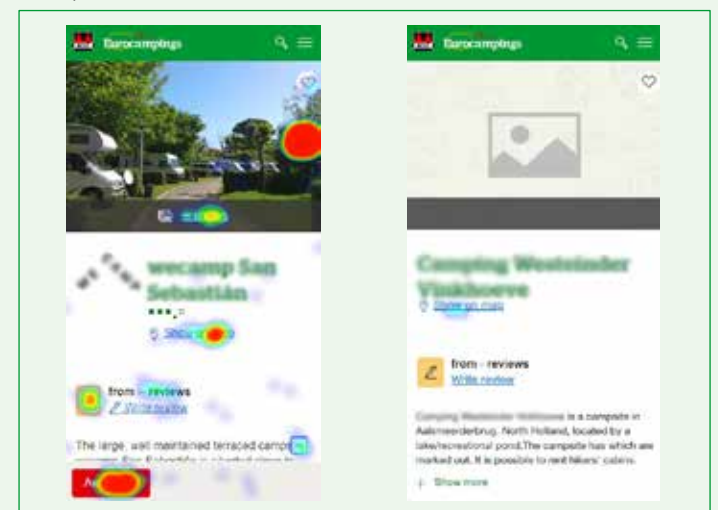 Eurocampings
wecamp San
Sebastián
from - reviews
The large, well maintained terraced
Eurocampings
Camping Westeinder
Vinkhoeve
Show on map
from - reviews
Write review
is a campsite in
Aalsmeerderbrug, North Holland, located by a
lake/recreational pond.The campsite has which are
marked out. It is possible to rent hikers' cabins.
+ Show more